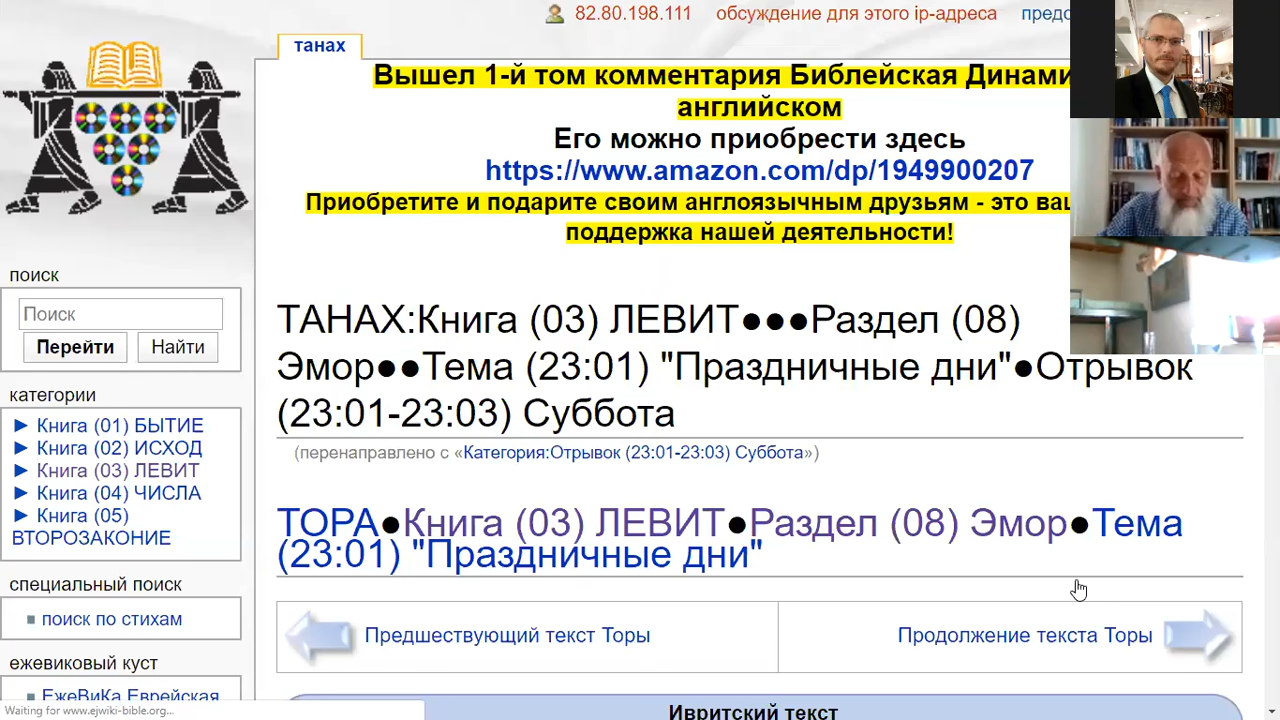 82.80.198.111 обсуждение для этого ip-адреса
танах
Вышел 1-й том комментария Библейская
английском
Его можно приобрести здесь
https://www.amazon.com/dp/1949900207
Приобретите и подарите своим англоязычным друзьям - это
поддержка нашей деятельности!
поиск
Поиск
Перейти Найти
категории
► Книга (01) БЫТИЕ
► Книга (02) ИСХОД
► Книга (03) ЛЕВИТ
► Книга (04) ЧИСЛА
► Книга (05)
ВТОРОЗАКОНИЕ
специальный поиск
поиск по стихам
ежевиковый куст
ЕжеВиКа Еврейская
ТАНАХ:Книга (03) ЛЕВИТ●●●Раздел (08)
Эмор●●Тема (23:01) "Праздничные дни"●Отрывок
(23:01-23:03) Суббота
(перенаправлено с «Категория:Отрывок (23:01-23:03) Суббота»)
ТОРА●Книга (03) ЛЕВИТ●Раздел (08) Эмор●Тема
(23:01) "Праздничные дни"
Предшествующий текст Торы
Продолжение текста Торы
Ивритский текст
Waiting for www.ejwiki-bible.org...